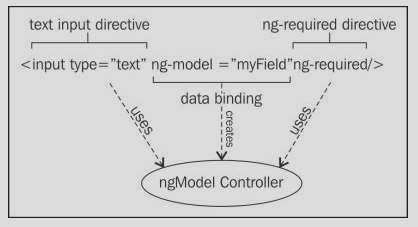 text input directive
ng-required directive
<input type="text" ng-model ="myField"ng-required/>
data binding
uses
creates
uses
ngModel Controller